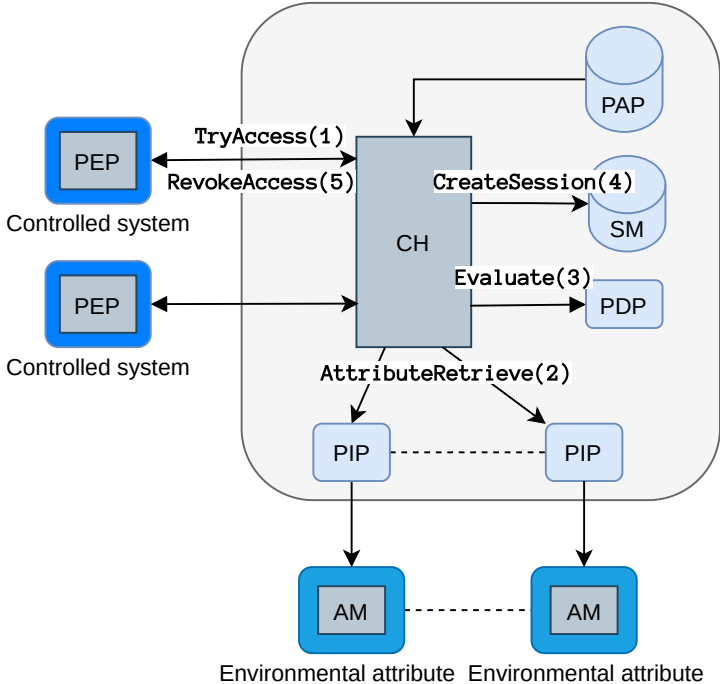 PAP
TryAccess(1)
PEP
RevokeAccess(5)
CreateSession(4)
Controlled system
SM
CH
Evaluate(3)
PEP
PDP
Controlled system
AttributeRetrieve(2)
PIP
PIP
AM
AM
Environmental attribute
Environmental attribute